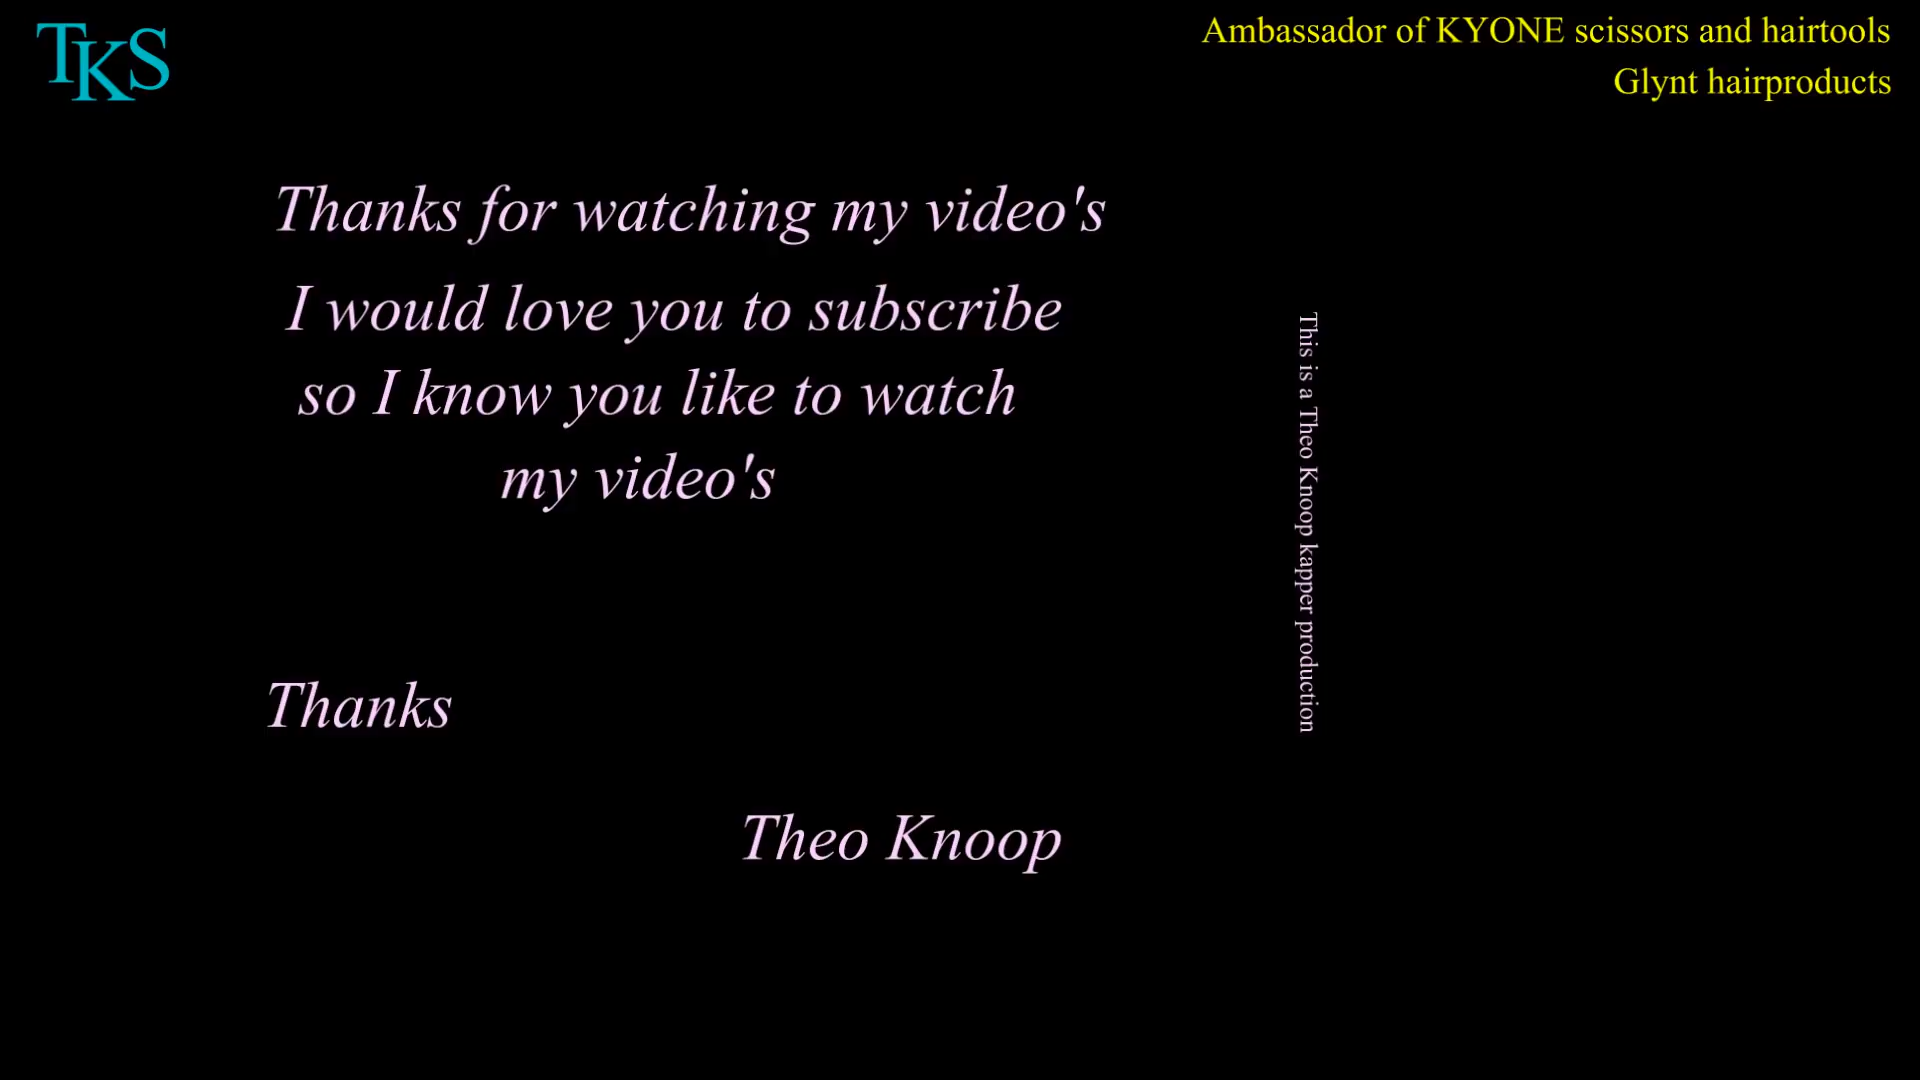 TKS
Ambassador of KYONE scissors and hairtools
Glynt hairproducts
Thanks for watching my video's
I would love you to subscribe
so I know you like to watch
my video's
This is a Theo Knoop kapper production
Thanks
Theo Knoop